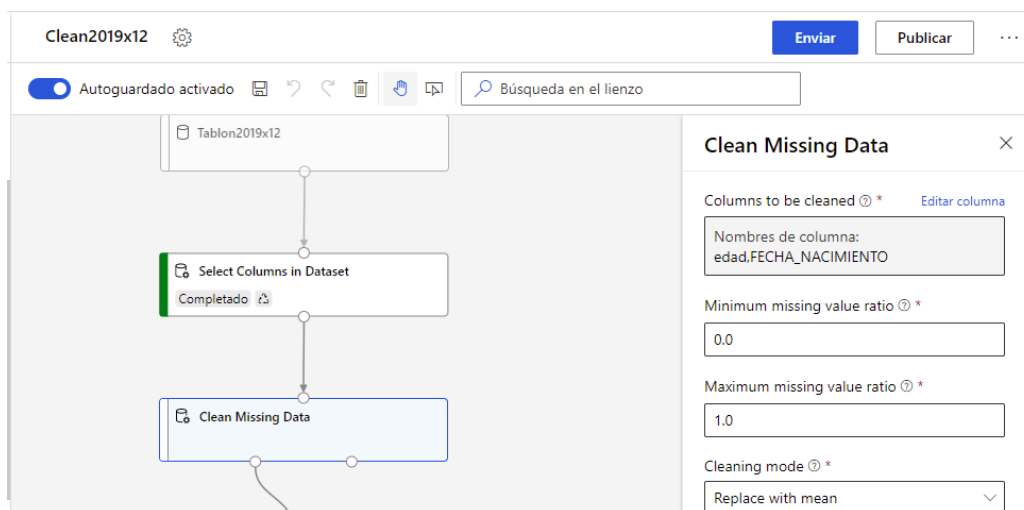 Clean2019x12
Enviar
Publicar
Autoguardado activado
Búsqueda en el lienzo
Tablon2019x12
Select Columns in Dataset
Completado
Clean Missing Data
Clean Missing Data
Columns to be cleaned ? *
Editar columna
Nombres de columna:
edad,FECHA_NACIMIENTO
Minimum missing value ratio ? *
0.0
Maximum missing value ratio ? *
1.0
Cleaning mode ? *
Replace with mean